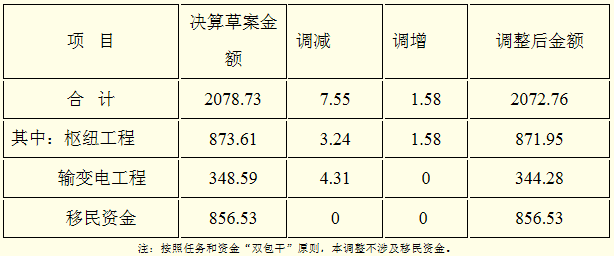 项 目 决算草案金额 调减 调增 调整后金额
合 计 2078.73 7.55 1.58 2072.76
其中：枢纽工程 873.61 3.24 1.58 871.95
输变电工程 348.59 4.31 0 344.28
移民资金 856.53 0 0 856.53
注：按照任务和资金“双包干”原则，本调整不涉及移民资金。